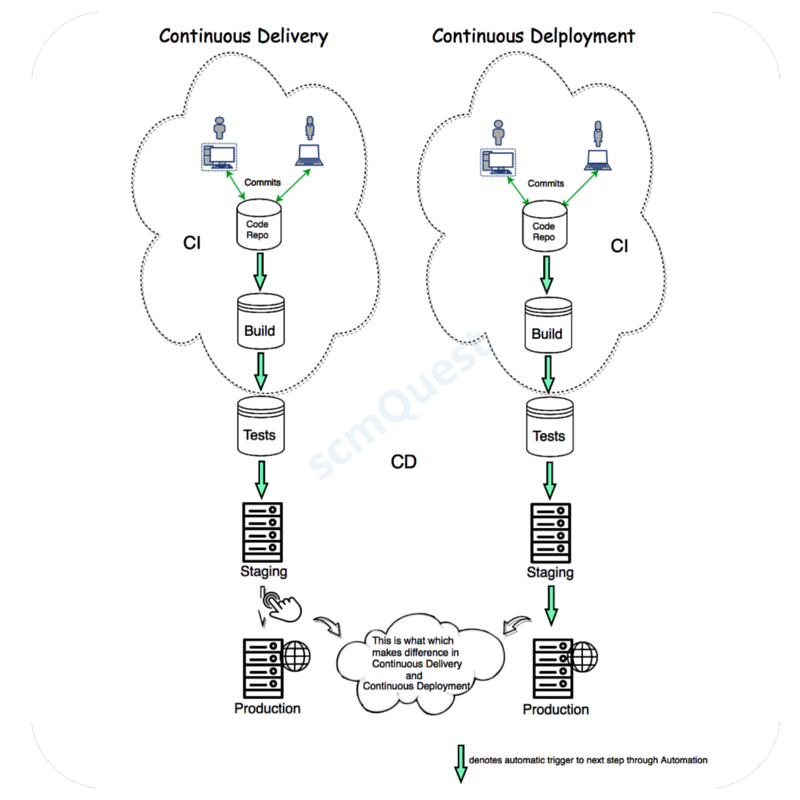 Continuous Delivery
Continuous Delployment
Commits
Commits
Code
Repo
Code
Repo
CI
CI
Build
Build
Tests
Tests
scmQuest
CD
Staging
Staging
This is what which
makes difference in
Continuous Delivery
and
Continuous Deployment
Production
Production
denotes automatic trigger to next step through Automation